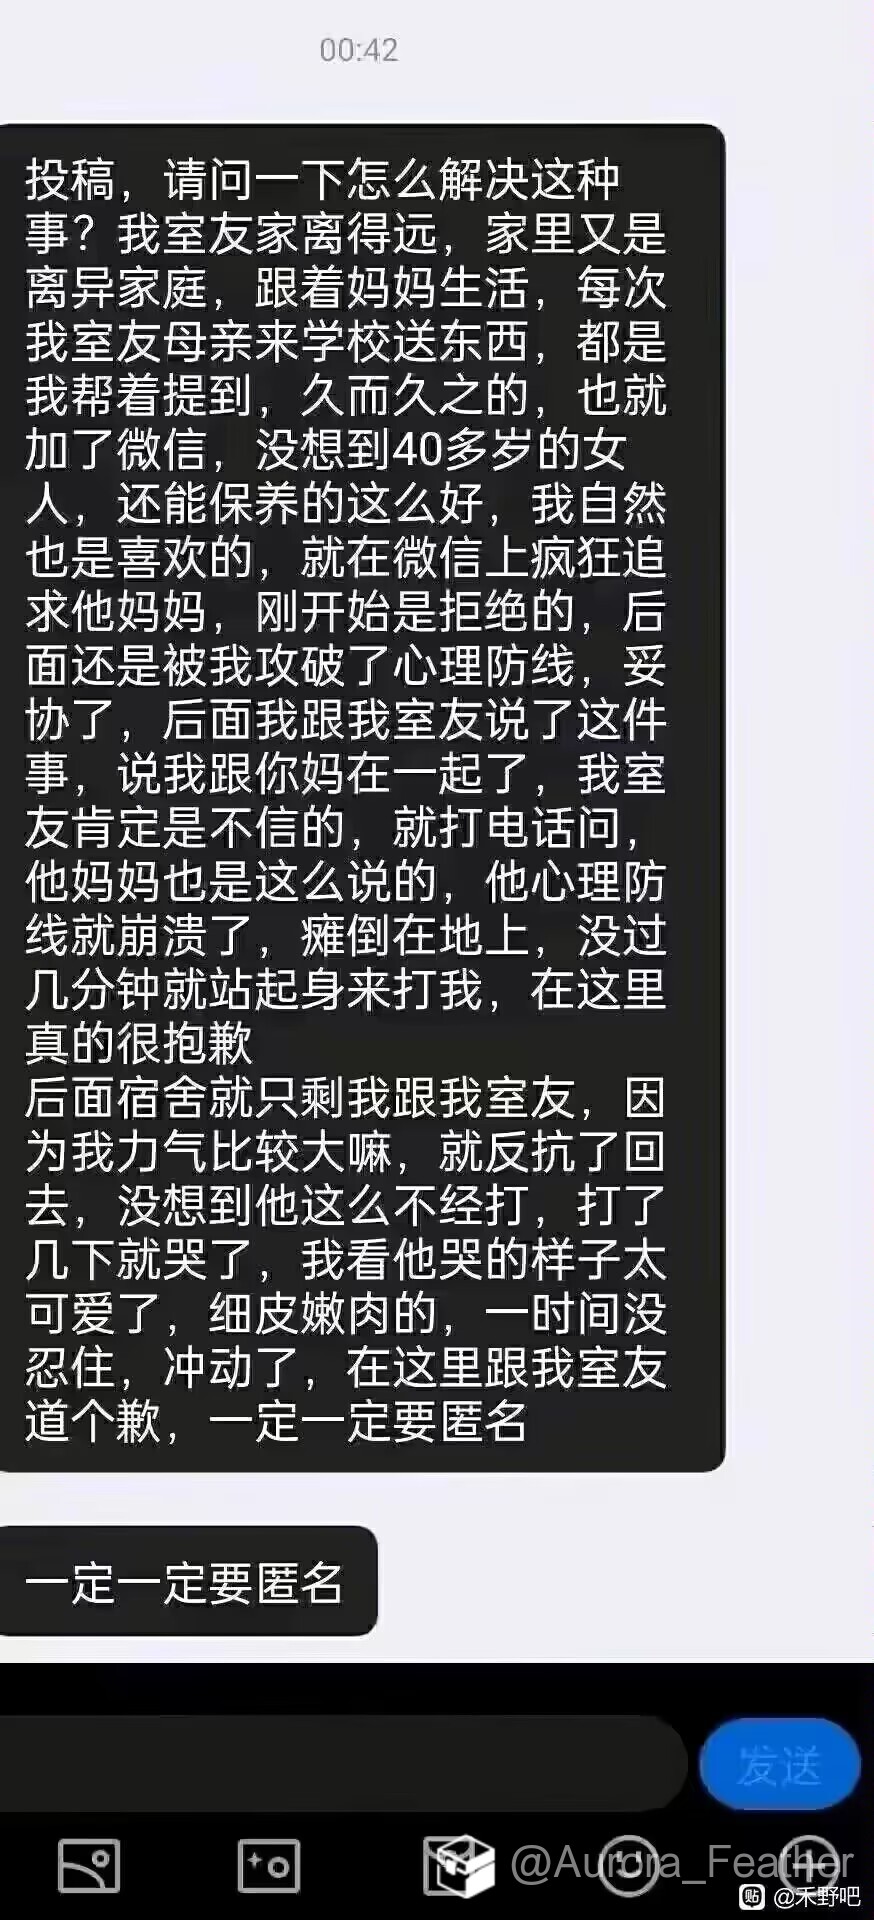 00:42
投稿，请问一下怎么解决这种
事？我室友家离得远，家里又是
离异家庭，跟着妈妈生活，每次
我室友母亲来学校送东西，都是
我帮着提到，久而久之的，也就
加了微信，没想到40多岁的女
人，还能保养的这么好，我自然
也是喜欢的，就在微信上疯狂追
求他妈妈，刚开始是拒绝的，后
面还是被我攻破了心理防线，妥
协了，后面我跟我室友说了这件
事，说我跟你妈在一起了，我室
友肯定是不信的，就打电话问，
他妈妈也是这么说的，他心理防
线就崩溃了，瘫倒在地上，没过
几分钟就站起身来打我，在这里
真的很抱歉
后面宿舍就只剩我跟我室友，因
为我力气比较大嘛，就反抗了回
去，没想到他这么不经打，打了
几下就哭了，我看他哭的样子太
可爱了，细皮嫩肉的，一时间没
忍住，冲动了，在这里跟我室友
道个歉，一定一定要匿名
一定一定要匿名
发送
@Aurora_Feather
贴 @禾野吧